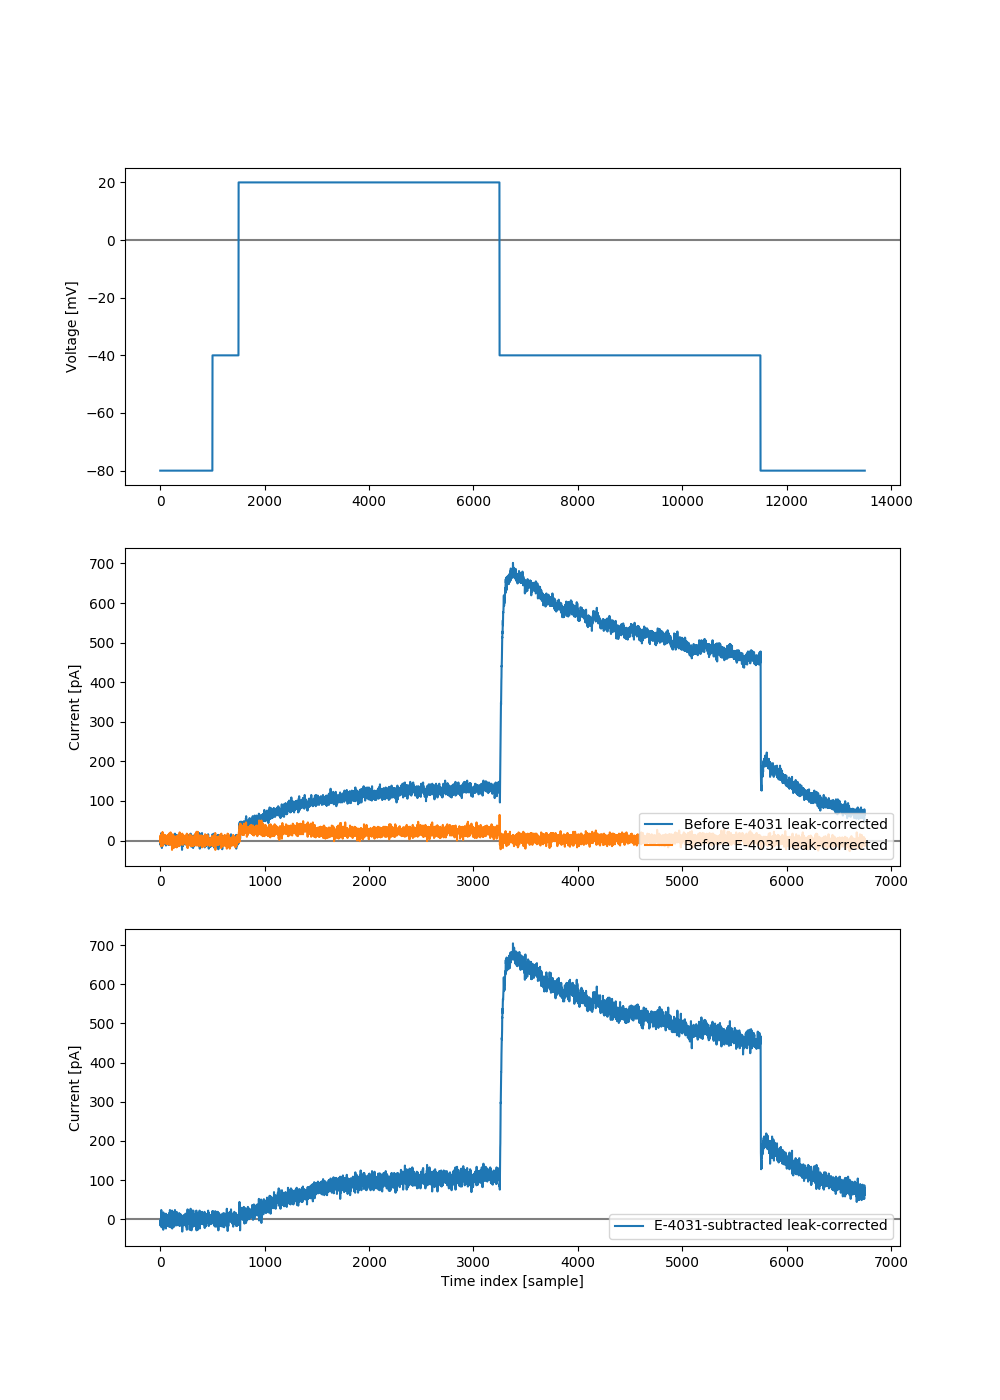 20
0
−20
−40
−60
−80
Voltage [mV]
0 2000 4000 6000 8000 10000 12000 14000
700
600
500
400
300
200
100
0
Current [pA]
Before E-4031 leak-corrected
Before E-4031 leak-corrected
0 1000 2000 3000 4000 5000 6000 7000
700
600
500
400
300
200
100
0
Current [pA]
E-4031-subtracted leak-corrected
0 1000 2000 3000 4000 5000 6000 7000
Time index [sample]